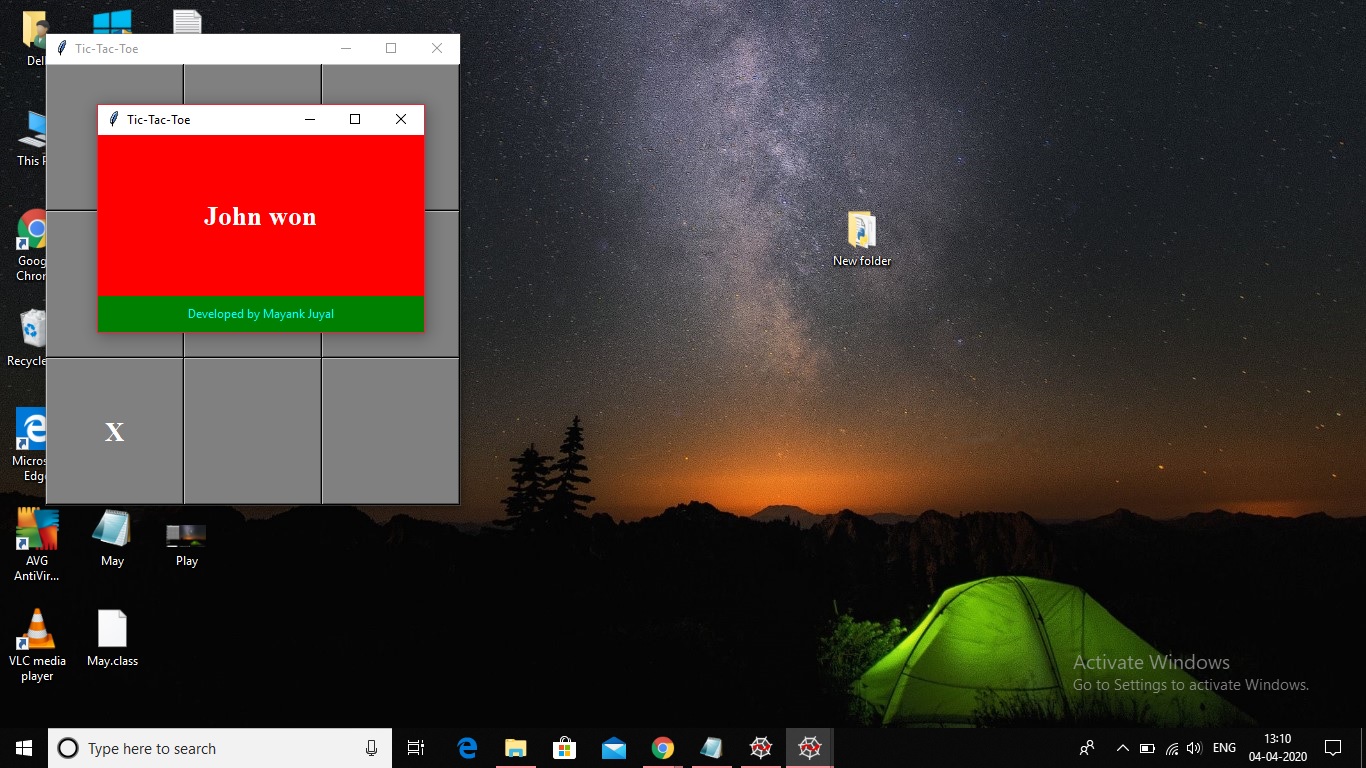 Tic-Tac-Toe
Tic-Tac-Toe
John won
Developed by Mayank Juyal
X
Dell
This P
Goog
Chron
Recycle
Micros
Edge
AVG
AntiVir...
May
Play
VLC media
player
May.class
New folder
Activate Windows
Go to Settings to activate Windows.
Type here to search
ENG
13:10
04-04-2020